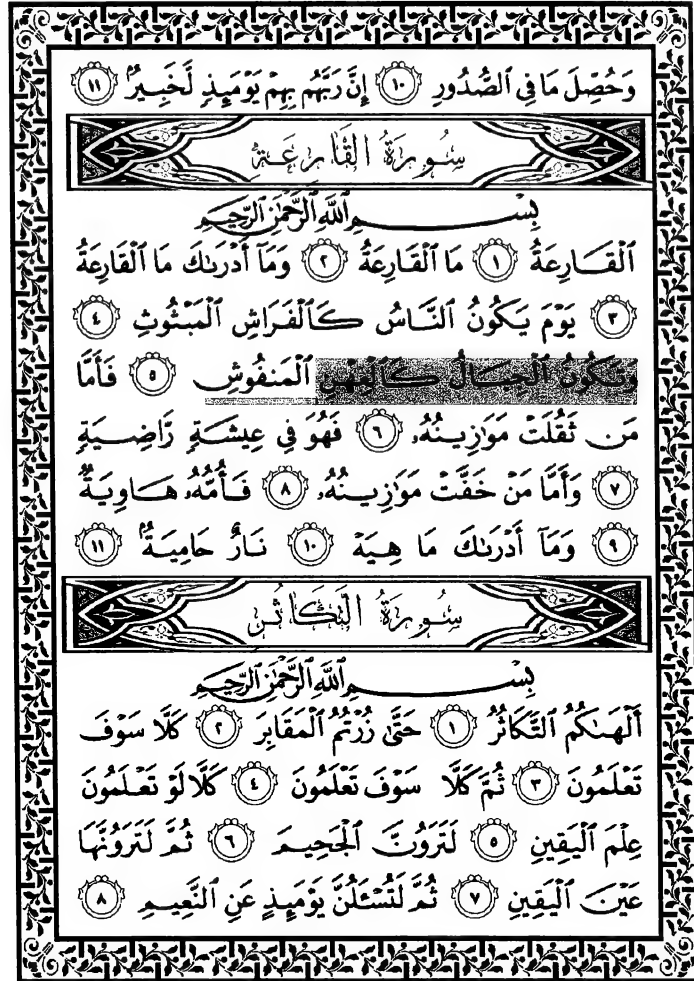 وَحُصِّلَ مَا فِى ٱلصُّدُورِ ١٠ إِنَّ رَبَّهُم بِهِمْ يَوْمَئِذٍ لَّخَبِيرٌۢ ١١
سُورَةُ القَارِعَةِ
بِسْمِ ٱللَّهِ ٱلرَّحْمَٰنِ ٱلرَّحِيمِ
ٱلْقَارِعَةُ ١ مَا ٱلْقَارِعَةُ ٢ وَمَآ أَدْرَىٰكَ مَا ٱلْقَارِعَةُ
٣ يَوْمَ يَكُونُ ٱلنَّاسُ كَٱلْفَرَاشِ ٱلْمَبْثُوثِ ٤
وَتَكُونُ ٱلْجِبَالُ كَٱلْعِهْنِ ٱلْمَنفُوشِ ٥ فَأَمَّا
مَن ثَقُلَتْ مَوَٰزِينُهُۥ ٦ فَهُوَ فِى عِيشَةٍ رَّاضِيَةٍ
٧ وَأَمَّا مَنْ خَفَّتْ مَوَٰزِينُهُۥ ٨ فَأُمُّهُۥ هَاوِيَةٌ
٩ وَمَآ أَدْرَىٰكَ مَا هِيَهْ ١٠ نَارٌ حَامِيَةٌۢ ١١
سُورَةُ التَّكَاثُرِ
بِسْمِ ٱللَّهِ ٱلرَّحْمَٰنِ ٱلرَّحِيمِ
أَلْهَىٰكُمُ ٱلتَّكَاثُرُ ١ حَتَّىٰ زُرْتُمُ ٱلْمَقَابِرَ ٢ كَلَّا سَوْفَ
تَعْلَمُونَ ٣ ثُمَّ كَلَّا سَوْفَ تَعْلَمُونَ ٤ كَلَّا لَوْ تَعْلَمُونَ
عِلْمَ ٱلْيَقِينِ ٥ لَتَرَوُنَّ ٱلْجَحِيمَ ٦ ثُمَّ لَتَرَوُنَّهَا
عَيْنَ ٱلْيَقِينِ ٧ ثُمَّ لَتُسْـَٔلُنَّ يَوْمَئِذٍ عَنِ ٱلنَّعِيمِ ٨